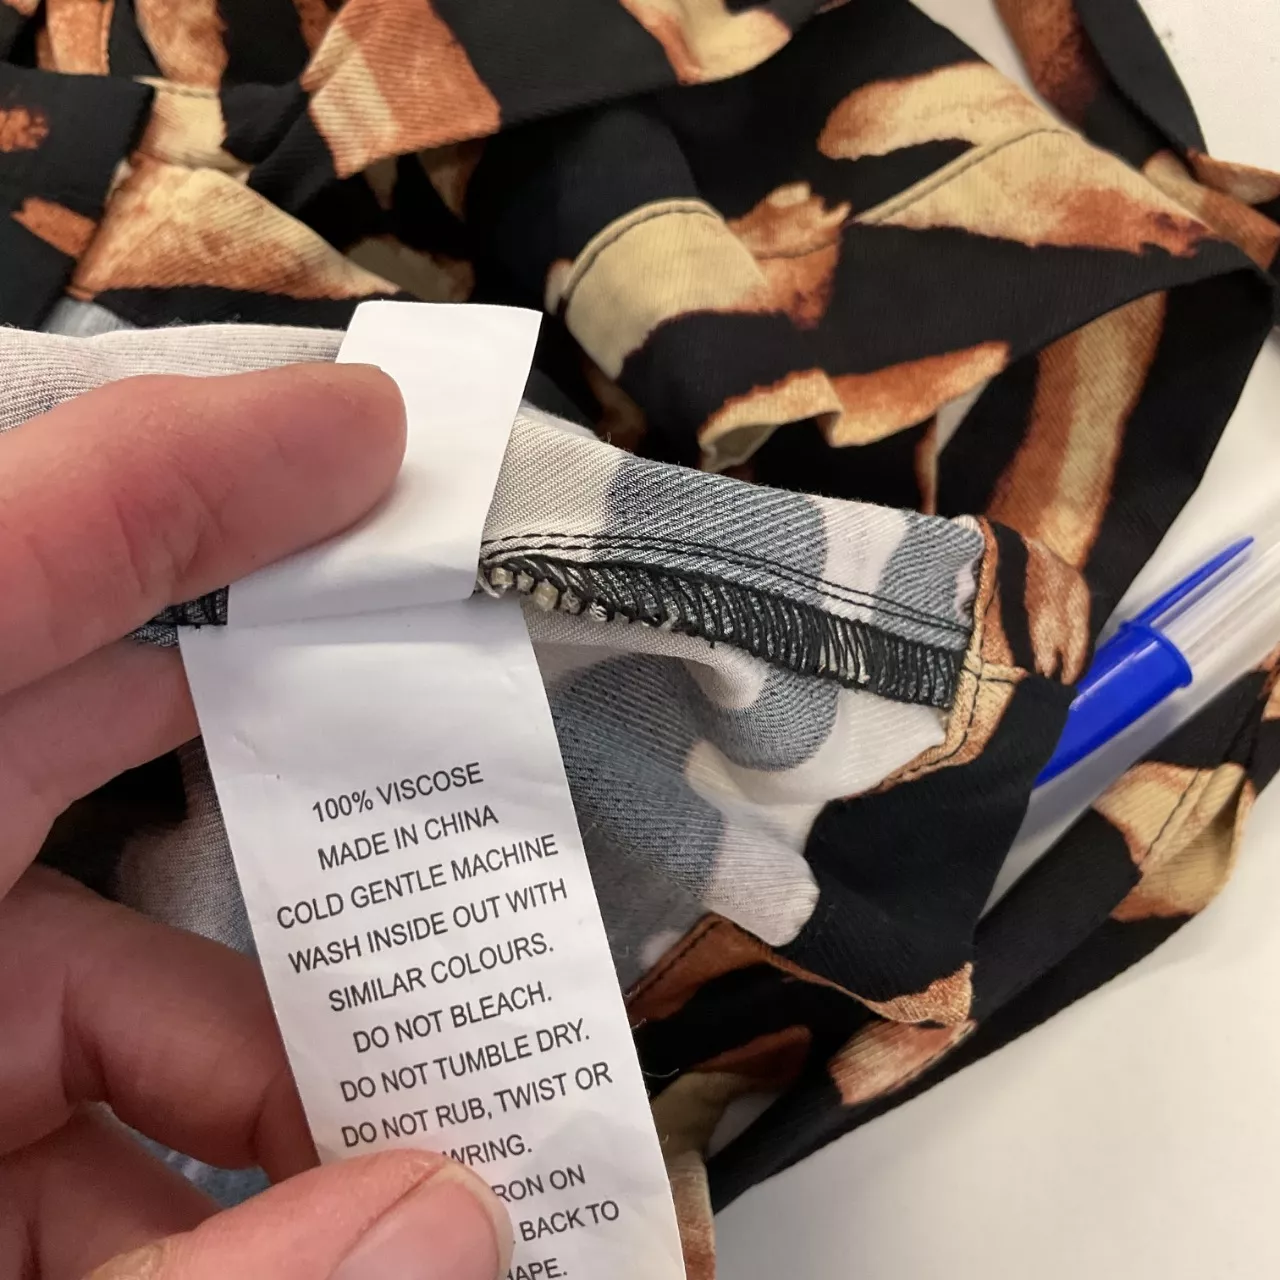 100% VISCOSE
MADE IN CHINA
COLD GENTLE MACHINE
WASH INSIDE OUT WITH
SIMILAR COLOURS.
DO NOT BLEACH.
DO NOT TUMBLE DRY.
DO NOT RUB, TWIST OR
WRING.
ON
BACK TO